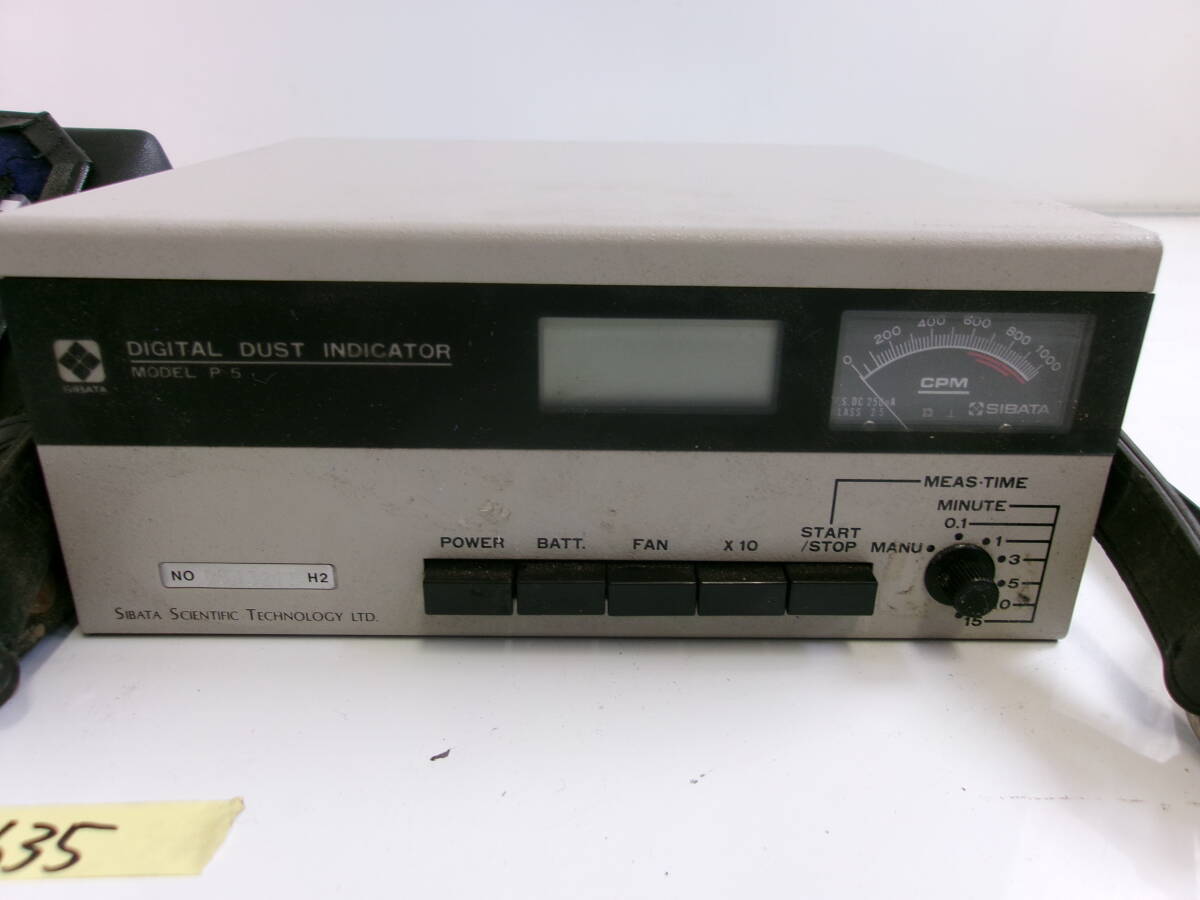 DIGITAL DUST INDICATOR
MODEL P5
SIBATA
0 200 400 600 800 1000
CPM
SIBATA
MEAS·TIME
MINUTE
0.1
1
3
5
15
MANU
POWER
BATT.
FAN
X 10
START
/STOP
NO
H2
SIBATA SCIENTIFIC TECHNOLOGY LTD.
635